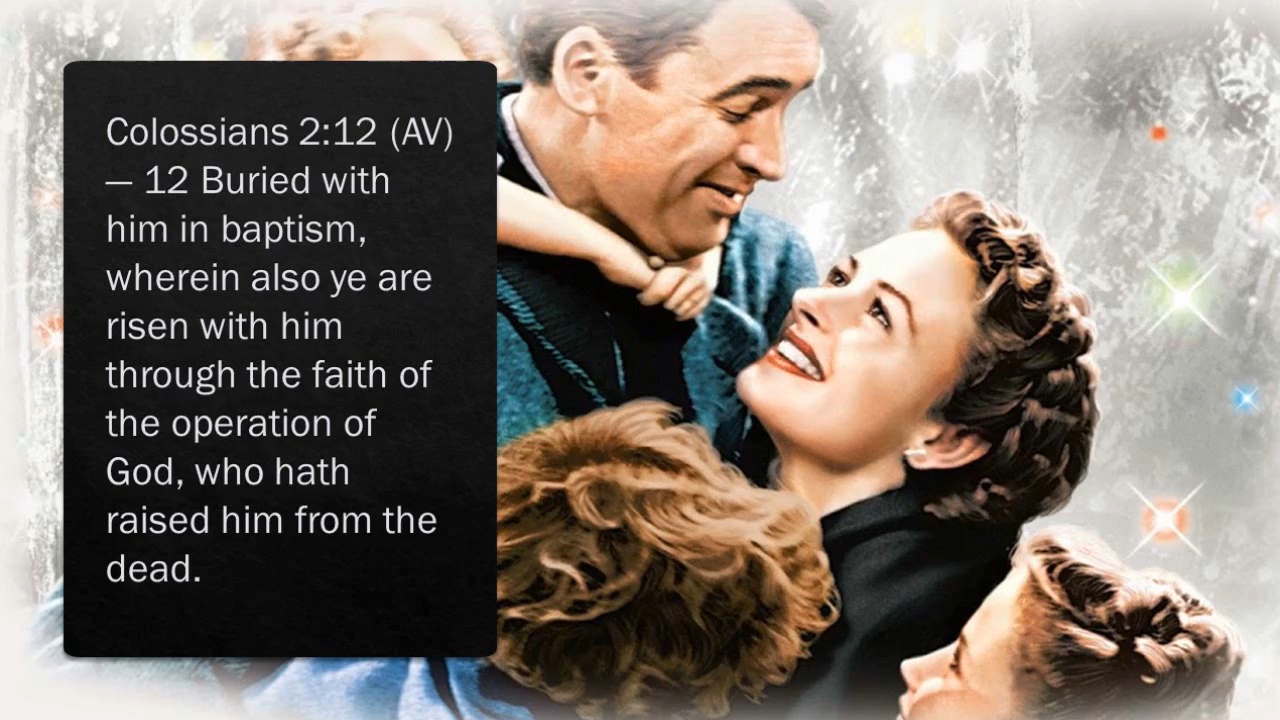 Colossians 2:12 (AV)
— 12 Buried with
him in baptism,
wherein also ye are
risen with him
through the faith of
the operation of
God, who hath
raised him from the
dead.